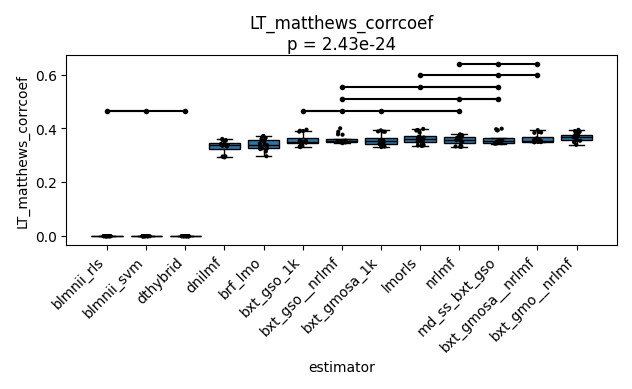 LT_matthews_corrcoef
p = 2.43e-24
LT_matthews_corrcoef
0.6
0.4
0.2
0.0
blmnii_rls
blmnii_svm
dthybrid
dnilmf
brf_lmo
bxt_gso_1k
bxt_gso__nrlmf
bxt_gmosa_1k
lmorls
nrlmf
md_ss_bxt_gso
bxt_gmosa__nrlmf
bxt_gmo__nrlmf
estimator